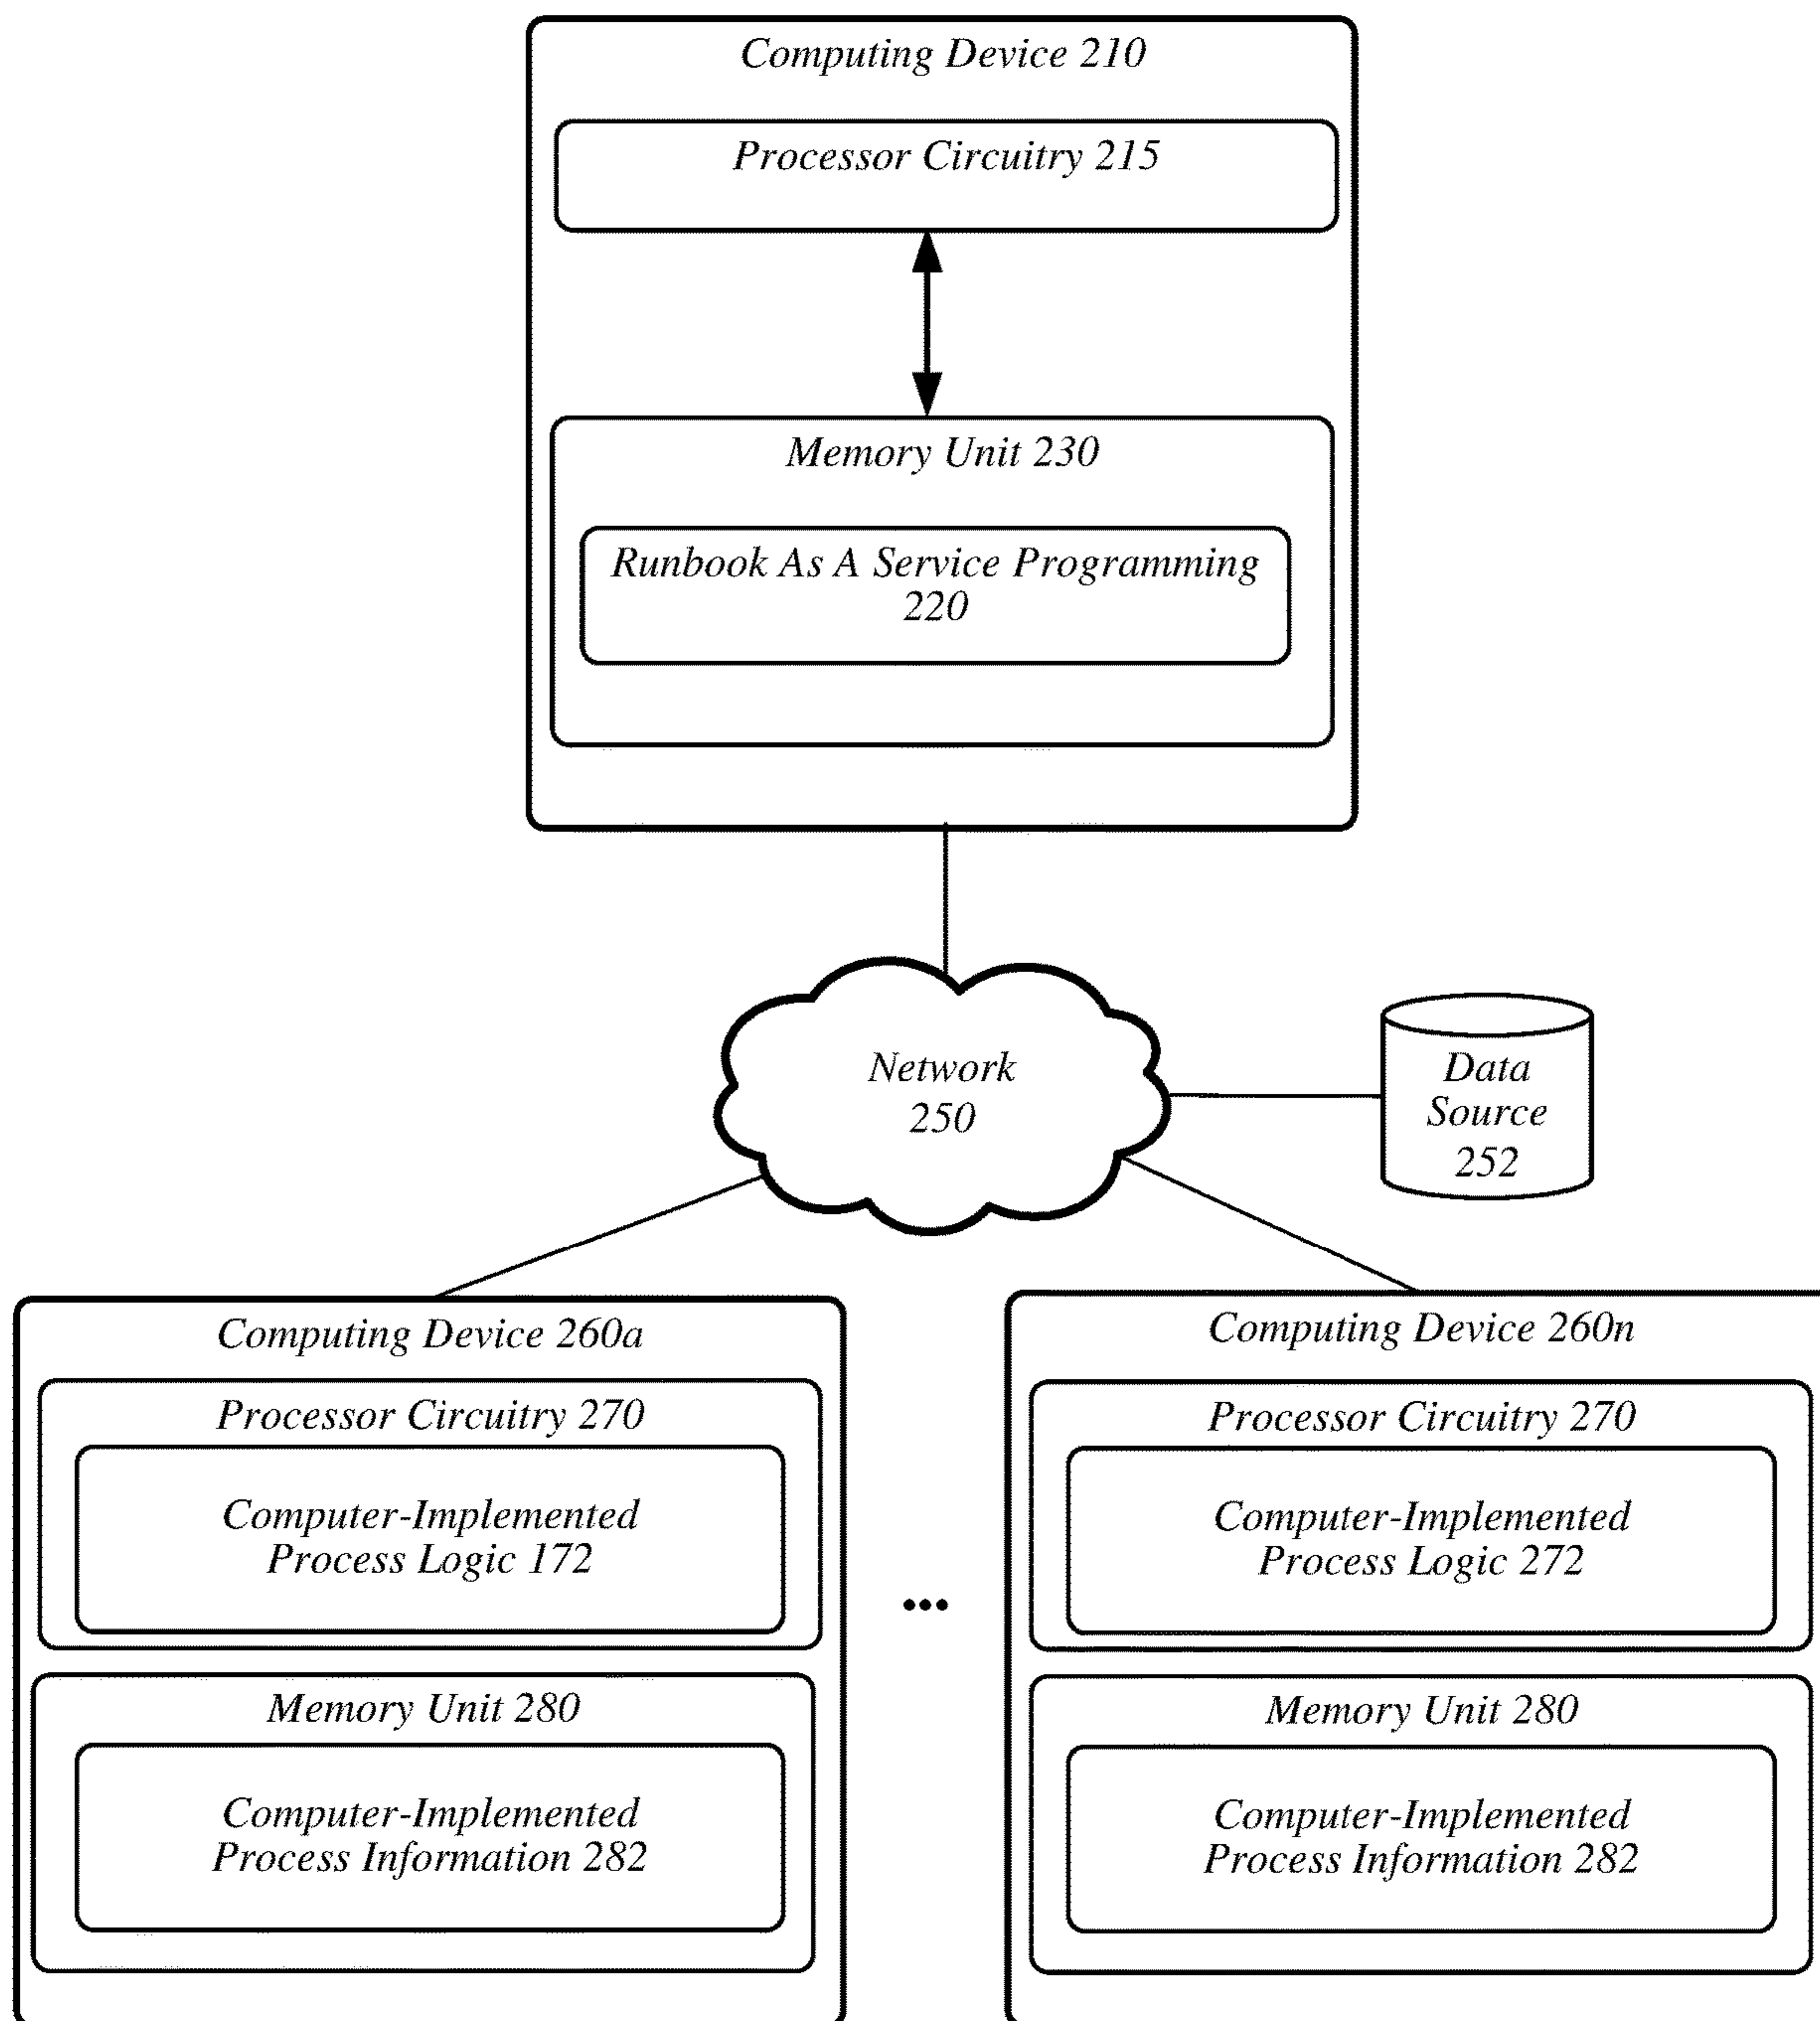 Computing Device 210
Processor Circuitry 215
Memory Unit 230
Runbook As A Service Programming
220
Network
250
Data
Source
252
Computing Device 260a
Processor Circuitry 270
Computer-Implemented
Process Logic 172
Memory Unit 280
Computer-Implemented
Process Information 282
...
Computing Device 260n
Processor Circuitry 270
Computer-Implemented
Process Logic 272
Memory Unit 280
Computer-Implemented
Process Information 282